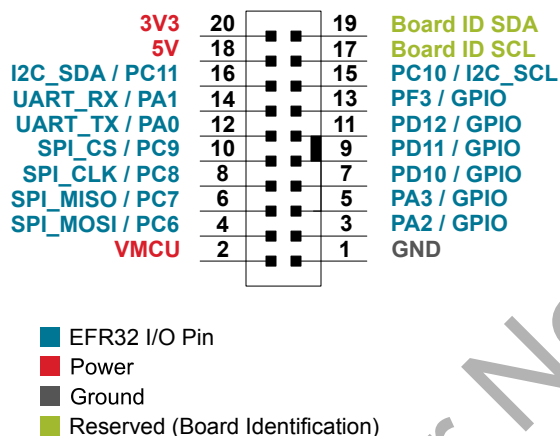 3V3 20 19 Board ID SDA
5V 18 17 Board ID SCL
I2C_SDA / PC11 16 15 PC10 / I2C_SCL
UART_RX / PA1 14 13 PF3 / GPIO
UART_TX / PA0 12 11 PD12 / GPIO
SPI_CS / PC9 10 9 PD11 / GPIO
SPI_CLK / PC8 8 7 PD10 / GPIO
SPI_MISO / PC7 6 5 PA3 / GPIO
SPI_MOSI / PC6 4 3 PA2 / GPIO
VMCU 2 1 GND
EFR32 I/O Pin
Power
Ground
Reserved (Board Identification)